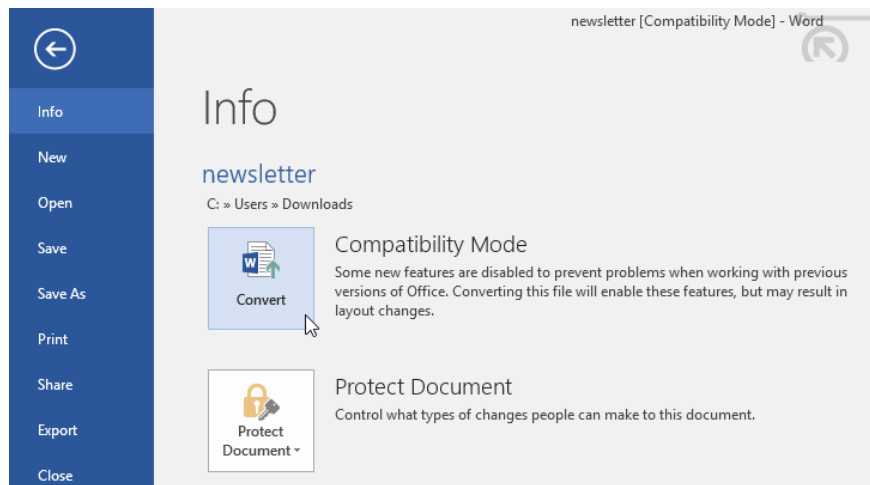 newsletter [Compatibility Mode] - Word
Info
New
Open
Save
Save As
Print
Share
Export
Close
Info
newsletter
C: » Users » Downloads
Convert
Compatibility Mode
Some new features are disabled to prevent problems when working with previous
versions of Office. Converting this file will enable these features, but may result in
layout changes.
Protect
Document
Protect Document
Control what types of changes people can make to this document.